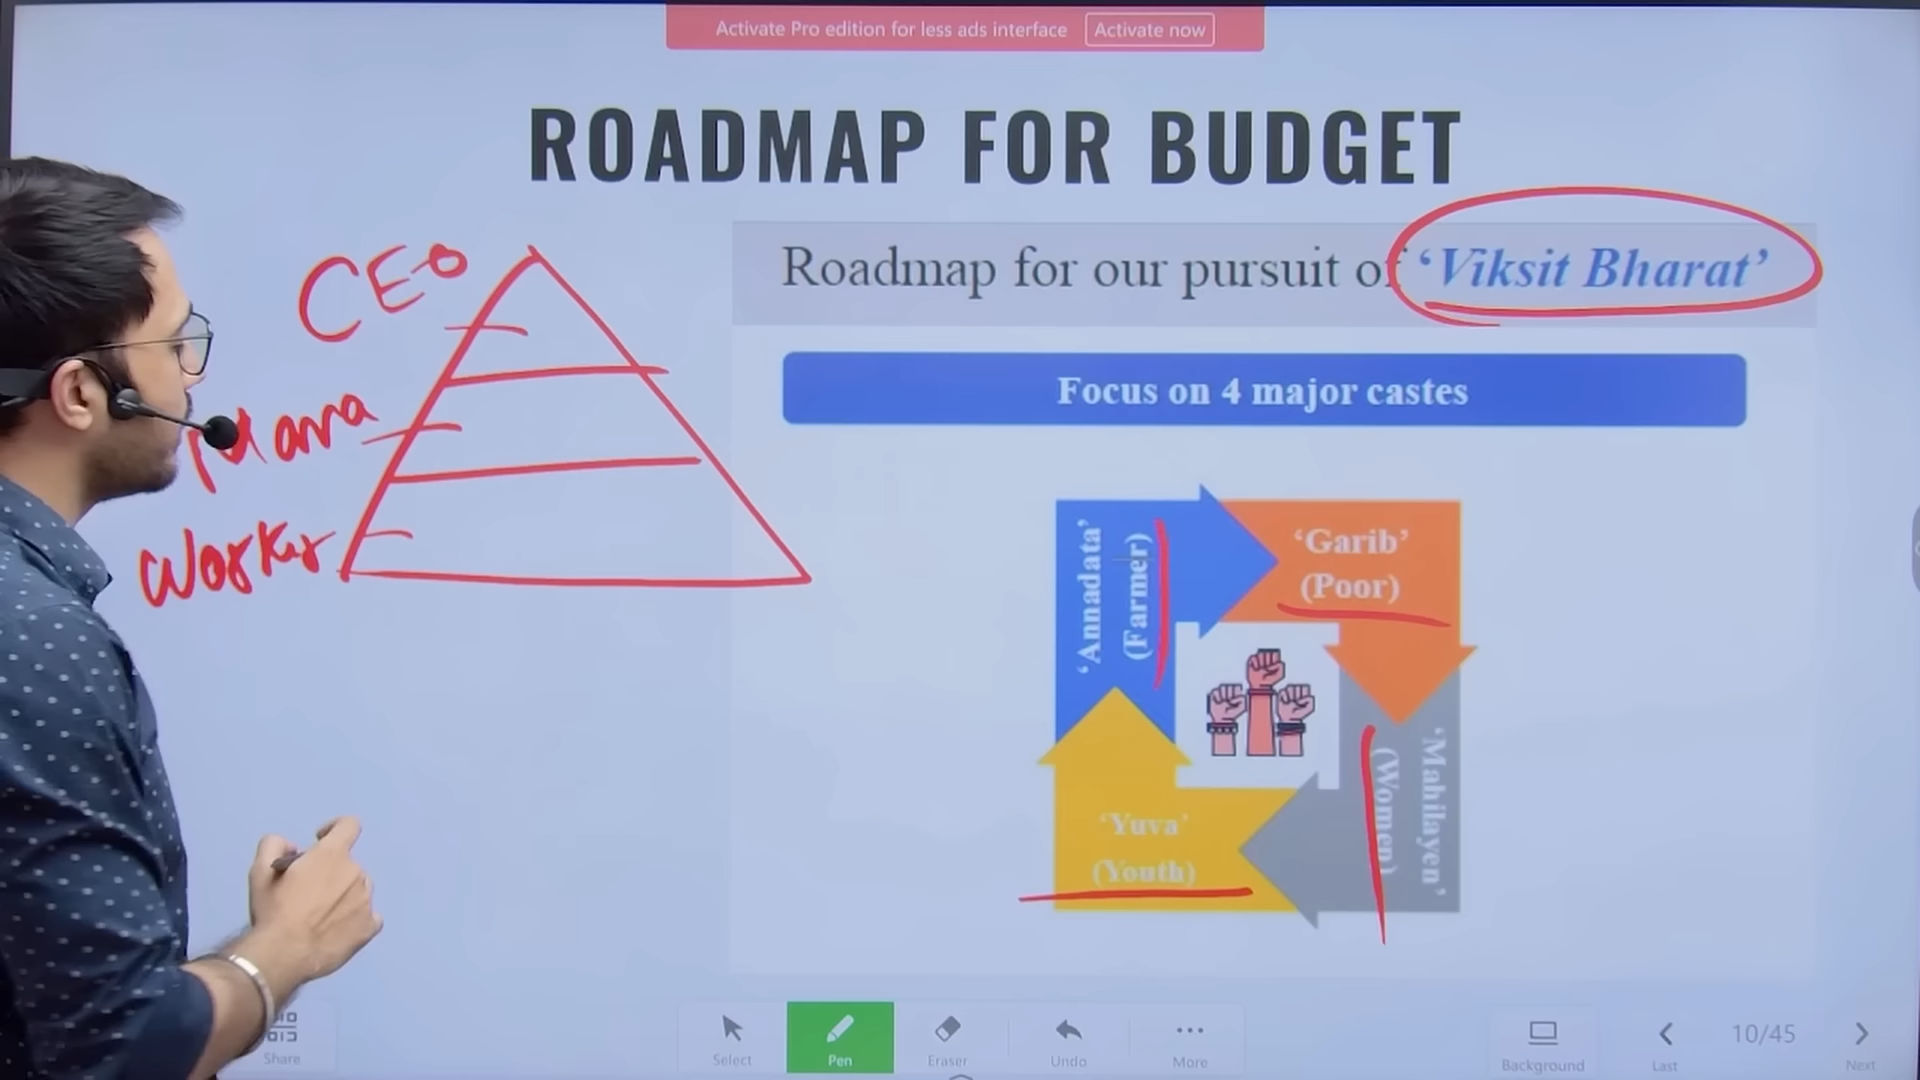 Activate Pro edition for less ads interface Activate now
ROADMAP FOR BUDGET
Roadmap for our pursuit of ‘Viksit Bharat’
Focus on 4 major castes
CEO
Mana
Worker
‘Annadata’
(Farmer)
‘Garib’
(Poor)
‘Mahilayen’
(Women)
‘Yuva’
(Youth)
Share
Select
Pen
Eraser
Undo
More
Background
Last
10/45
Next